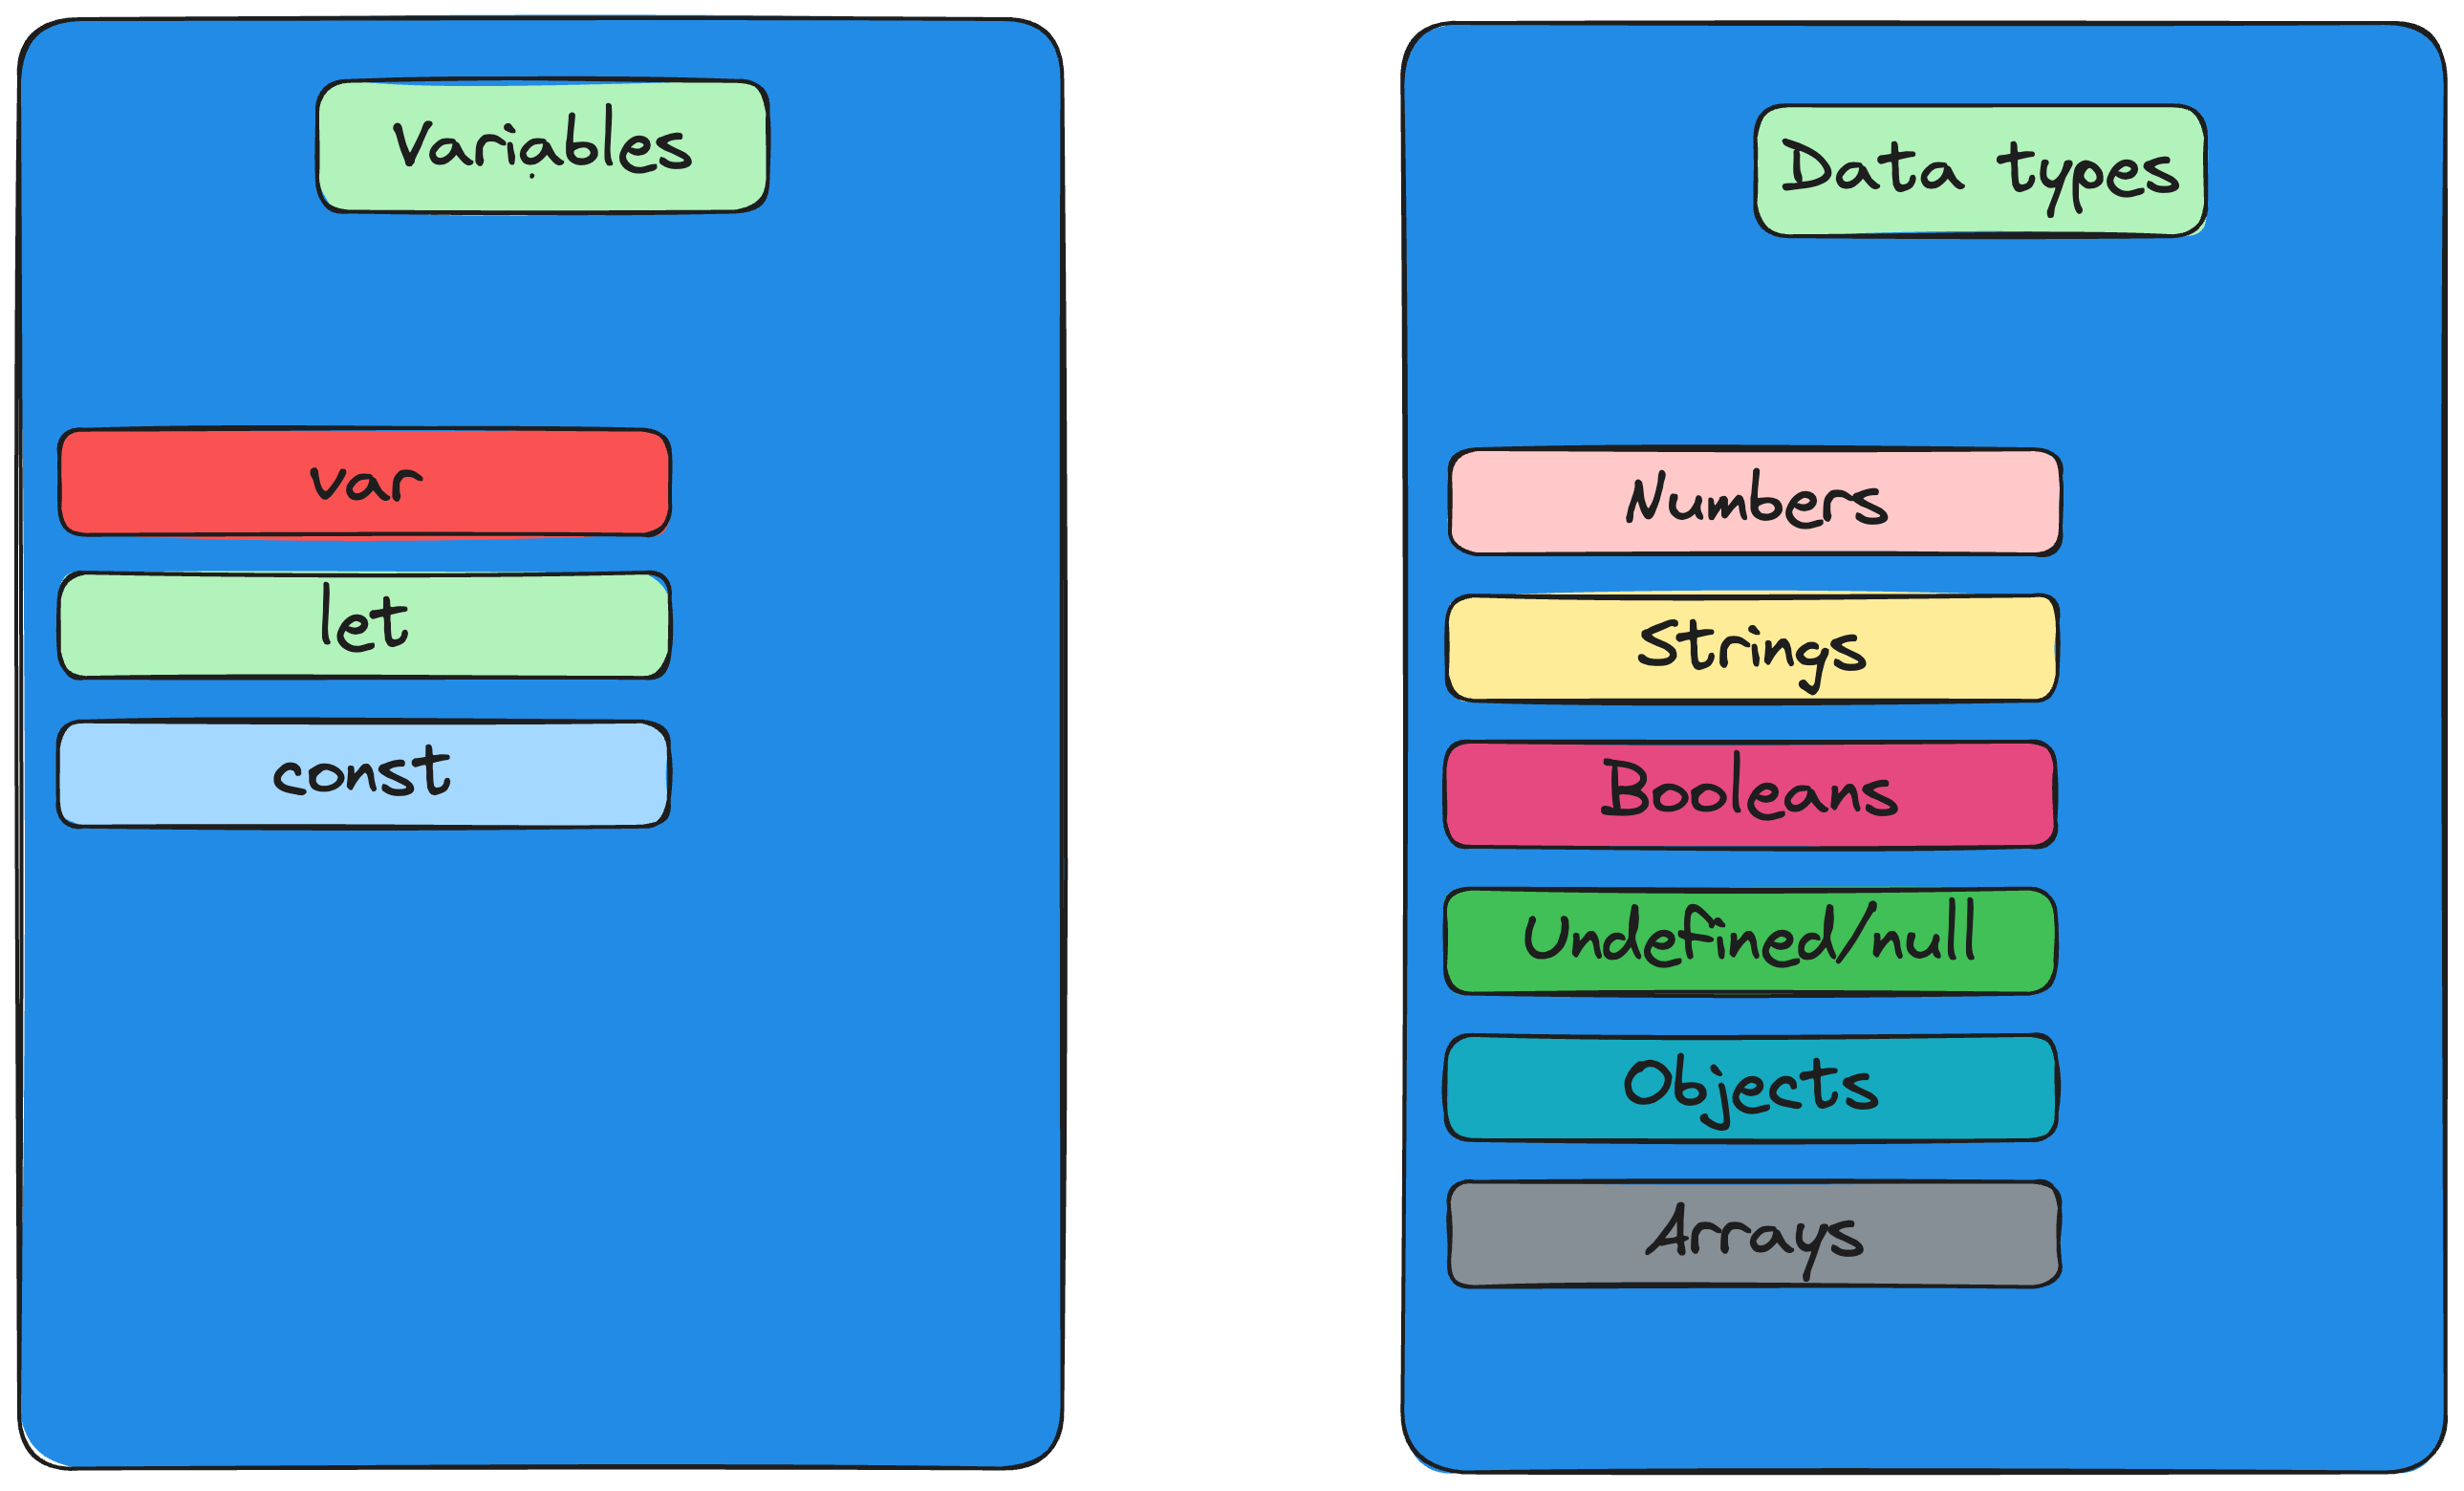 Variables
var
let
const
Data types
Numbers
Strings
Booleans
Undefined/null
Objects
Arrays